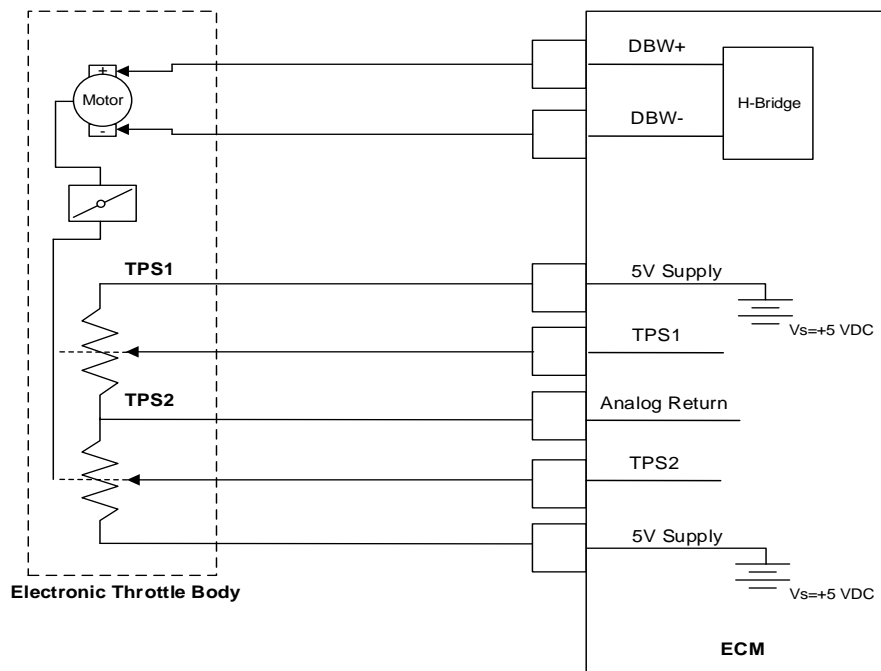 DBW+
+
Motor
H-Bridge
DBW-
-
TPS1
5V Supply
Vs=+5 VDC
TPS1
TPS2
Analog Return
TPS2
5V Supply
Vs=+5 VDC
Electronic Throttle Body
ECM